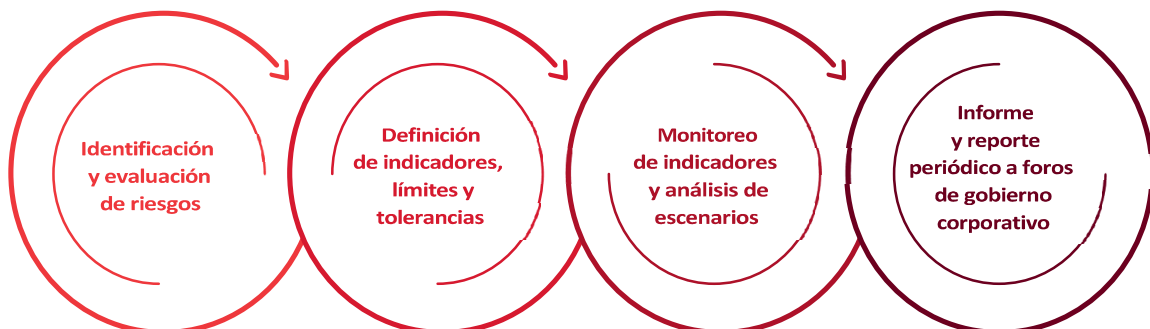 Identificación
y evaluación
de riesgos
Definición
de indicadores,
límites y
tolerancias
Monitoreo
de indicadores
y análisis de
escenarios
Informe
y reporte
periódico a foros
de gobierno
corporativo